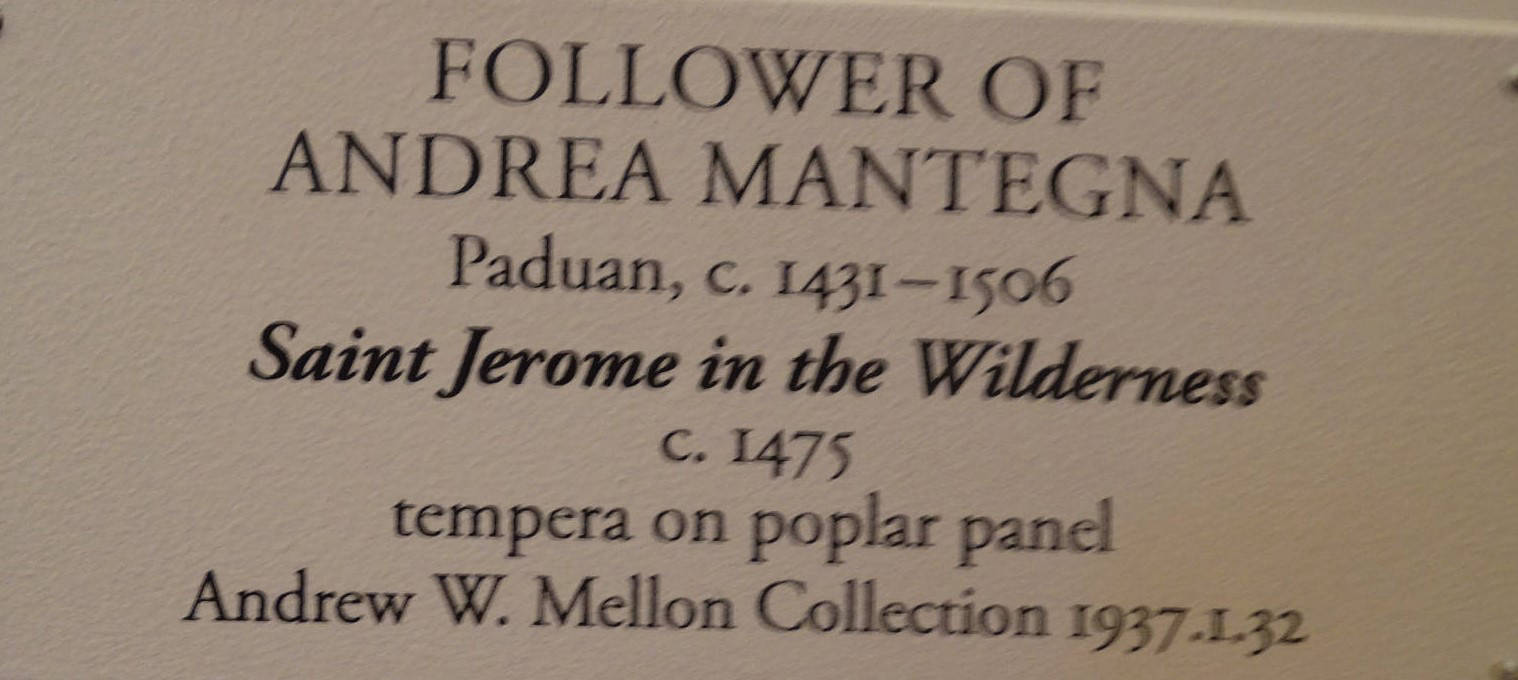 FOLLOWER OF
ANDREA MANTEGNA
Paduan, c. 1431–1506
Saint Jerome in the Wilderness
c. 1475
tempera on poplar panel
Andrew W. Mellon Collection 1937.1.32